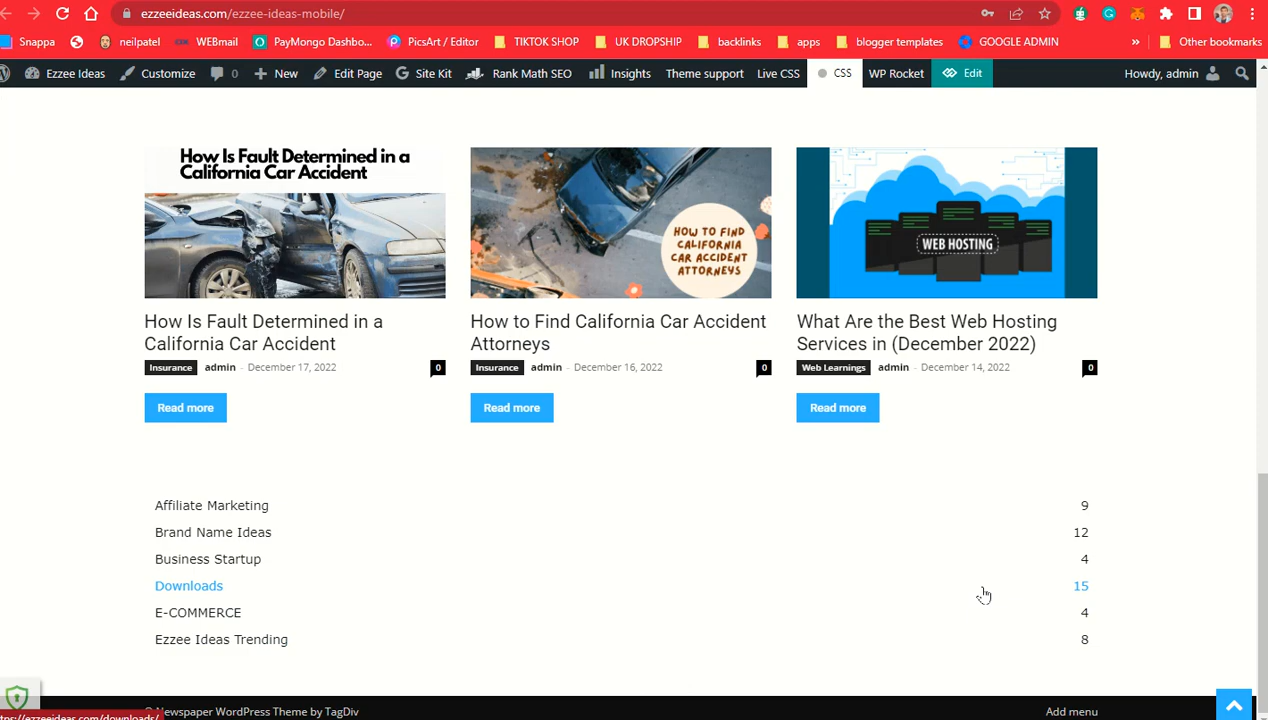 ezzeeideas.com/ezzee-ideas-mobile/
Snappa neilpatel WEBmail PayMongo Dashbo... PicsArt / Editor TIKTOK SHOP UK DROPSHIP backlinks apps blogger templates GOOGLE ADMIN » Other bookmarks
Ezzee Ideas Customize 0 New Edit Page Site Kit Rank Math SEO Insights Theme support Live CSS CSS WP Rocket Edit Howdy, admin
How Is Fault Determined in a
California Car Accident
HOW TO FIND
CALIFORNIA CAR
ACCIDENT
ATTORNEYS
WEB HOSTING
How Is Fault Determined in a
California Car Accident
Insurance admin - December 17, 2022 0
Read more
How to Find California Car Accident
Attorneys
Insurance admin - December 16, 2022 0
Read more
What Are the Best Web Hosting
Services in (December 2022)
Web Learnings admin - December 14, 2022 0
Read more
Affiliate Marketing 9
Brand Name Ideas 12
Business Startup 4
Downloads 15
E-COMMERCE 4
Ezzee Ideas Trending 8
Newspaper WordPress Theme by TagDiv Add menu
tps://ezzeeideas.com/downloads/